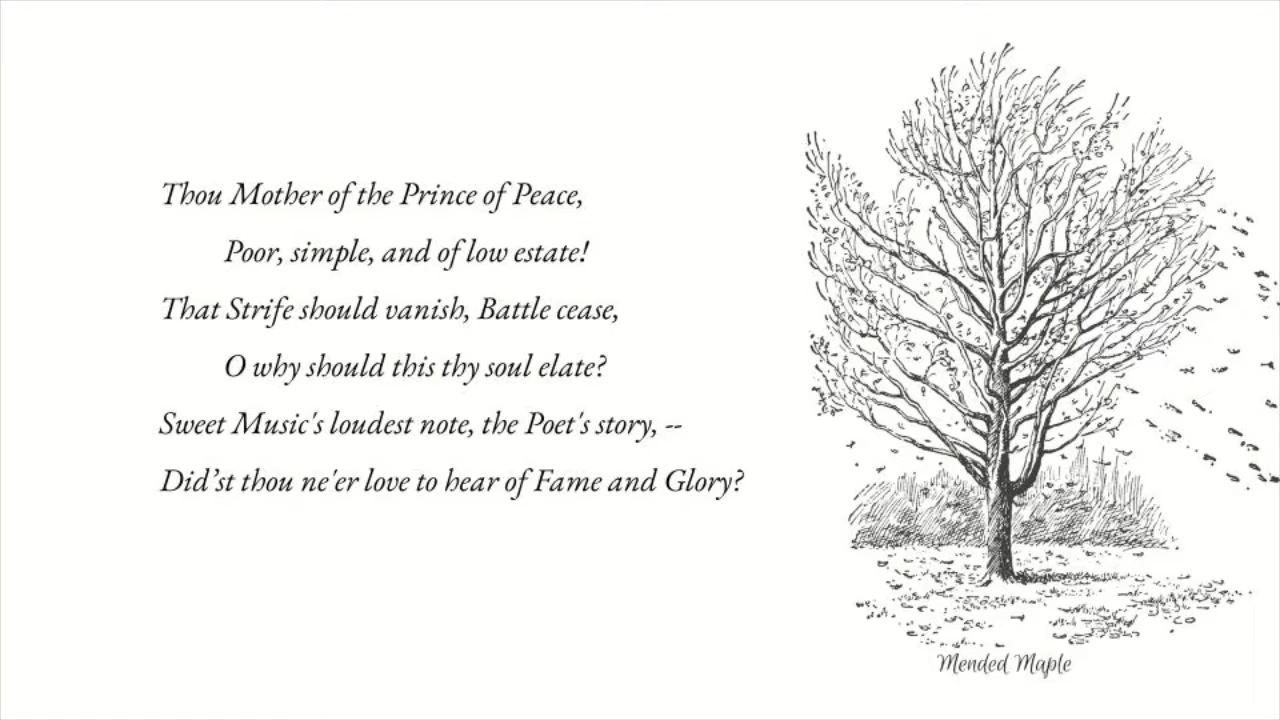 Thou Mother of the Prince of Peace,
Poor, simple, and of low estate!
That Strife should vanish, Battle cease,
O why should this thy soul elate?
Sweet Music's loudest note, the Poet's story, --
Did’st thou ne'er love to hear of Fame and Glory?
Mended Maple